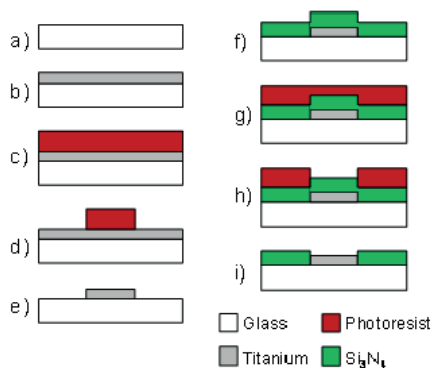 a)
b)
c)
d)
e)
f)
g)
h)
i)
Glass
Photoresist
Titanium
Si₃N₄